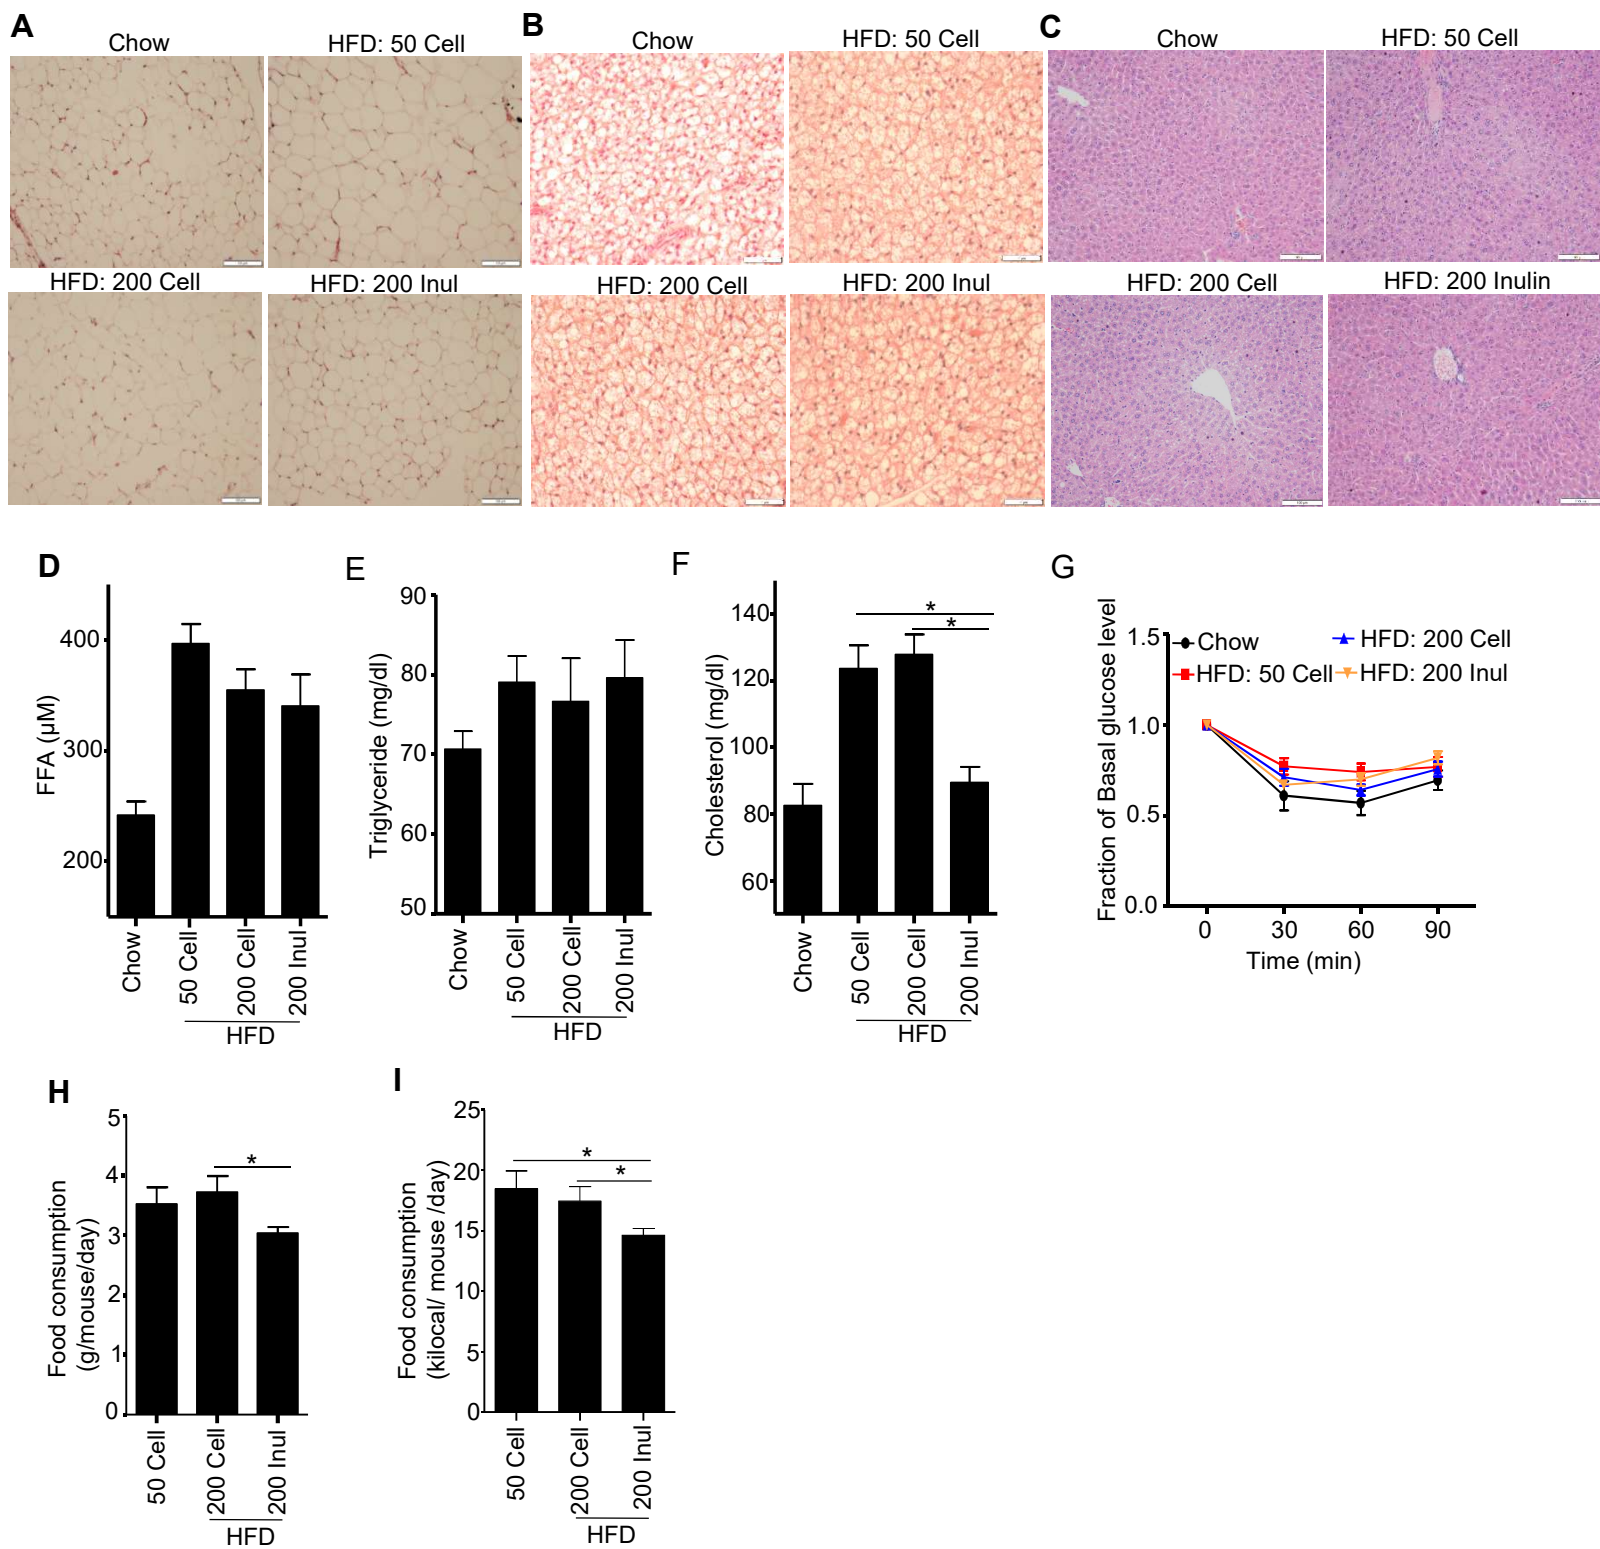 A
Chow
HFD: 50 Cell
HFD: 200 Cell
HFD: 200 Inul
B
Chow
HFD: 50 Cell
HFD: 200 Cell
HFD: 200 Inul
C
Chow
HFD: 50 Cell
HFD: 200 Cell
HFD: 200 Inulin
D
FFA (µM)
400
300
200
Chow
50 Cell
200 Cell
200 Inul
HFD
E
Triglyceride (mg/dl)
90
80
70
60
50
Chow
50 Cell
200 Cell
200 Inul
HFD
F
Cholesterol (mg/dl)
140
120
100
80
60
*
*
Chow
50 Cell
200 Cell
200 Inul
HFD
G
Fraction of Basal glucose level
1.5
1.0
0.5
0.0
Chow
HFD: 50 Cell
HFD: 200 Cell
HFD: 200 Inul
0 30 60 90
Time (min)
H
Food consumption
(g/mouse/day)
5
4
3
2
1
0
*
50 Cell
200 Cell
200 Inul
HFD
I
Food consumption
(kilocal/ mouse /day)
25
20
15
10
5
0
*
*
50 Cell
200 Cell
200 Inul
HFD